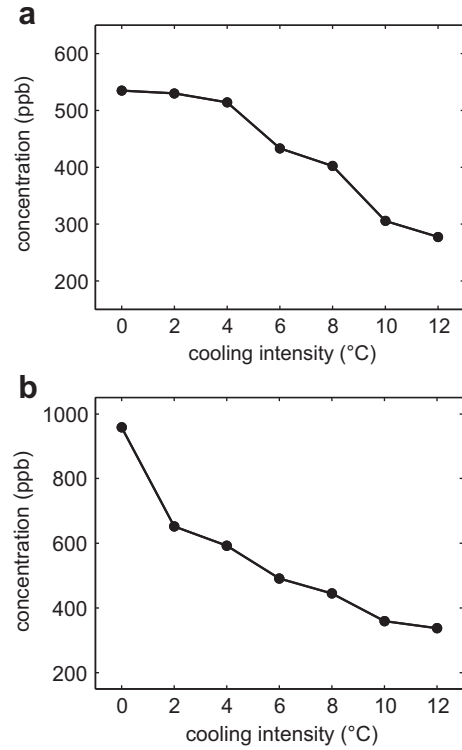 a
600
500
400
300
200
concentration (ppb)
0 2 4 6 8 10 12
cooling intensity (°C)
b
1000
800
600
400
200
concentration (ppb)
0 2 4 6 8 10 12
cooling intensity (°C)